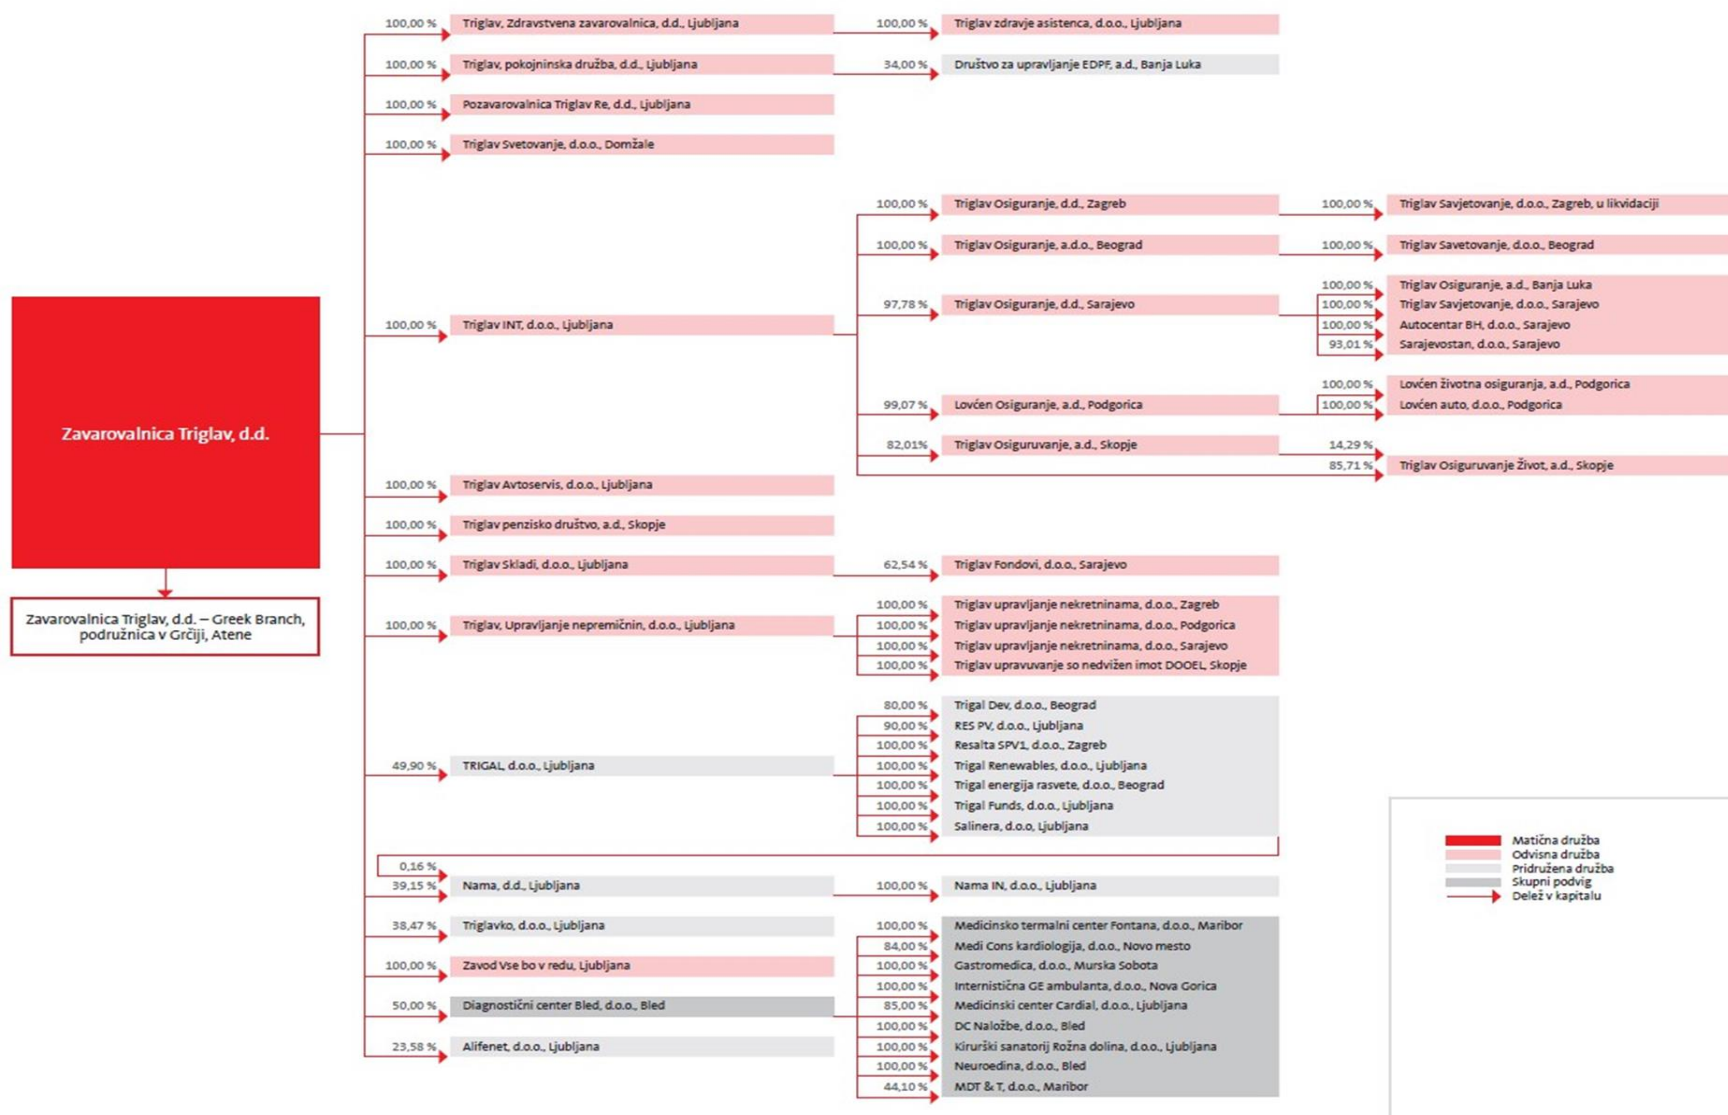 100,00 % Triglav, Zdravstvena zavarovalnica, d.d., Ljubljana 100,00 % Triglav zdravje asistenca, d.o.o., Ljubljana
100,00 % Triglav, pokojninska družba, d.d., Ljubljana 34,00 % Društvo za upravljanje EDPF, a.d., Banja Luka
100,00 % Pozavarovalnica Triglav Re, d.d., Ljubljana
100,00 % Triglav Svetovanje, d.o.o., Domžale
100,00 % Triglav Osiguranje, d.d., Zagreb 100,00 % Triglav Savjetovanje, d.o.o., Zagreb, u likvidaciji
100,00 % Triglav Osiguranje, a.d.o., Beograd 100,00 % Triglav Savetovanje, d.o.o., Beograd
100,00 % Triglav Osiguranje, a.d., Banja Luka
97,78 % Triglav Osiguranje, d.d., Sarajevo 100,00 % Triglav Savjetovanje, d.o.o., Sarajevo
100,00 % Triglav INT, d.o.o., Ljubljana 100,00 % Autocentar BH, d.o.o., Sarajevo
93,01 % Sarajevostan, d.o.o., Sarajevo
100,00 % Lovćen životna osiguranja, a.d., Podgorica
99,07 % Lovćen Osiguranje, a.d., Podgorica 100,00 % Lovćen auto, d.o.o., Podgorica
Zavarovalnica Triglav, d.d.
82,01% Triglav Osiguruvanje, a.d., Skopje 14,29 %
85,71 % Triglav Osiguruvanje Život, a.d., Skopje
100,00 % Triglav Avtoservis, d.o.o., Ljubljana
100,00 % Triglav penzisko društvo, a.d., Skopje
100,00 % Triglav Skladi, d.o.o., Ljubljana 62,54 % Triglav Fondovi, d.o.o., Sarajevo
Zavarovalnica Triglav, d.d. – Greek Branch,
podružnica v Grčiji, Atene
100,00 % Triglav upravljanje nekretninama, d.o.o., Zagreb
100,00 % Triglav, Upravljanje nepremičnin, d.o.o., Ljubljana 100,00 % Triglav upravljanje nekretninama, d.o.o., Podgorica
100,00 % Triglav upravljanje nekretninama, d.o.o., Sarajevo
100,00 % Triglav upravuvanje so nedvižen imot DOOEL, Skopje
80,00 % Trigal Dev, d.o.o., Beograd
90,00 % RES PV, d.o.o., Ljubljana
100,00 % Resalta SPV1, d.o.o., Zagreb
49,90 % TRIGAL, d.o.o., Ljubljana 100,00 % Trigal Renewables, d.o.o., Ljubljana
100,00 % Trigal energija rasvete, d.o.o., Beograd
100,00 % Trigal Funds, d.o.o., Ljubljana
100,00 % Salinera, d.o.o, Ljubljana
0,16 %
39,15 % Nama, d.d., Ljubljana 100,00 % Nama IN, d.o.o., Ljubljana
38,47 % Triglavko, d.o.o., Ljubljana 100,00 % Medicinsko termalni center Fontana, d.o.o., Maribor
84,00 % Medi Cons kardiologija, d.o.o., Novo mesto
100,00 % Zavod Vse bo v redu, Ljubljana 100,00 % Gastromedica, d.o.o., Murska Sobota
100,00 % Internistična GE ambulanta, d.o.o., Nova Gorica
50,00 % Diagnostični center Bled, d.o.o., Bled 85,00 % Medicinski center Cardial, d.o.o., Ljubljana
100,00 % DC Naložbe, d.o.o., Bled
23,58 % Alifenet, d.o.o., Ljubljana 100,00 % Kirurški sanatorij Rožna dolina, d.o.o., Ljubljana
100,00 % Neuroedina, d.o.o., Bled
44,10 % MDT & T, d.o.o., Maribor
Matična družba
Odvisna družba
Pridružena družba
Skupni podvig
Delež v kapitalu